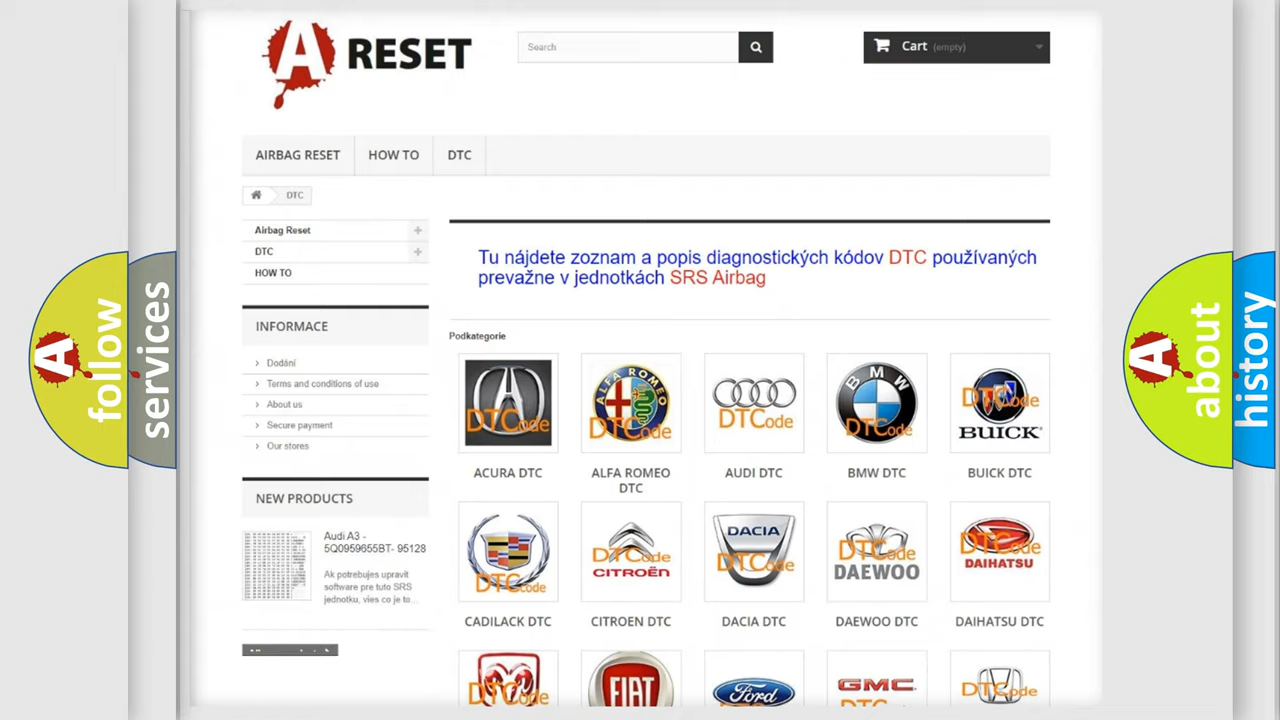 A RESET
Search
Cart (empty)
AIRBAG RESET
HOW TO
DTC
DTC
Airbag Reset
DTC
HOW TO
Tu nájdete zoznam a popis diagnostických kódov DTC používaných
prevažne v jednotkách SRS Airbag
INFORMACE
Dodání
Terms and conditions of use
About us
Secure payment
Our stores
Podkategorie
DTCode
ALFA ROMEO
DTCode
DTCode
BMW
DTCode
DTCode
BUICK
ACURA DTC
ALFA ROMEO
DTC
AUDI DTC
BMW DTC
BUICK DTC
NEW PRODUCTS
Audi A3 -
5Q0959655BT- 95128
Ak potrebujes upravit
software pre tuto SRS
jednotku, vies co je to...
DTCode
DTCode
CITROËN
DACIA
DTCode
DTCode
DAEWOO
DTCode
DAIHATSU
CADILACK DTC
CITROEN DTC
DACIA DTC
DAEWOO DTC
DAIHATSU DTC
DTCode
FIAT
Ford
GMC
DTCode
A follow
services
A about
history